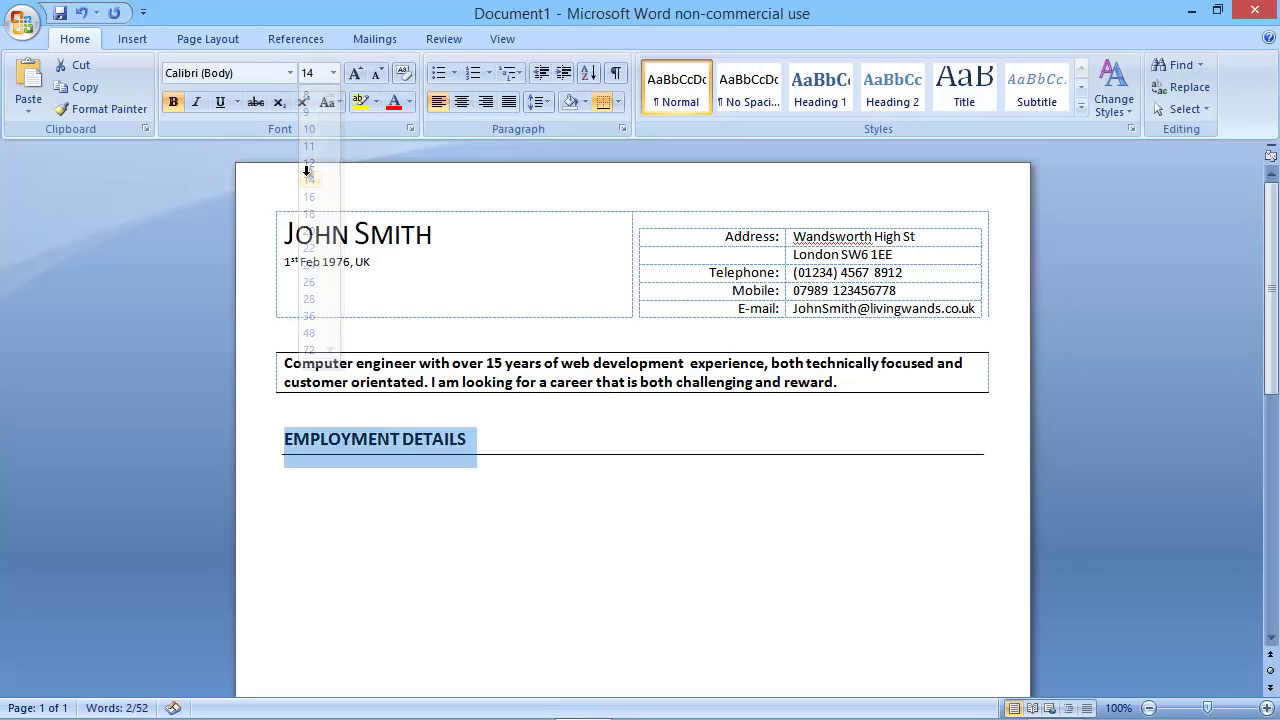 Document1 - Microsoft Word non-commercial use
Home Insert Page Layout References Mailings Review View
Paste
Cut
Copy
Format Painter
Clipboard
Calibri (Body) 14
B I U abc X₂ Aa A
Font
Paragraph
AaBbCcDc AaBbCcDc AaBbC AaBbCc AaB AaBbCc.
¶ Normal ¶ No Spaci... Heading 1 Heading 2 Title Subtitle
Change Styles
Styles
Find
Replace
Select
Editing
8
9
10
11
12
14
16
18
22
26
28
36
48
72
JOHN SMITH
1st Feb 1976, UK
Address: Wandsworth High St
London SW6 1EE
Telephone: (01234) 4567 8912
Mobile: 07989 123456778
E-mail: JohnSmith@livingwands.co.uk
Computer engineer with over 15 years of web development experience, both technically focused and
customer orientated. I am looking for a career that is both challenging and reward.
EMPLOYMENT DETAILS
Page: 1 of 1 Words: 2/52 100%